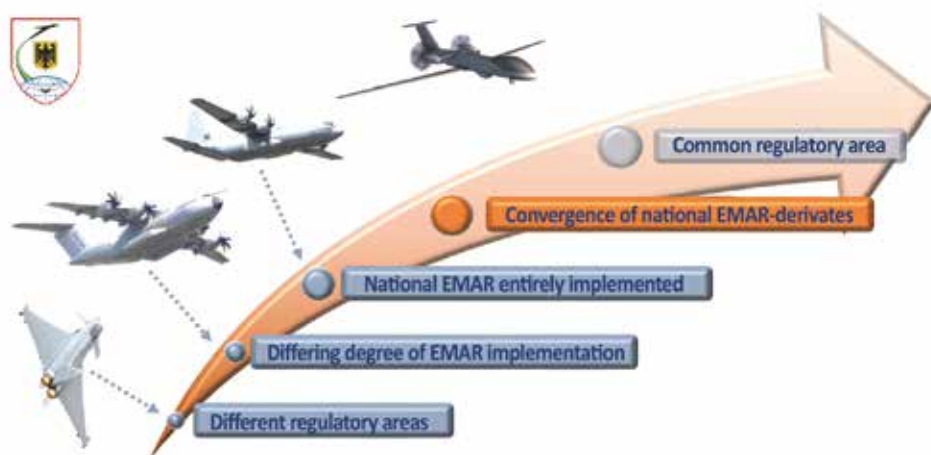 Common regulatory area
Convergence of national EMAR-derivates
National EMAR entirely implemented
Differing degree of EMAR implementation
Different regulatory areas